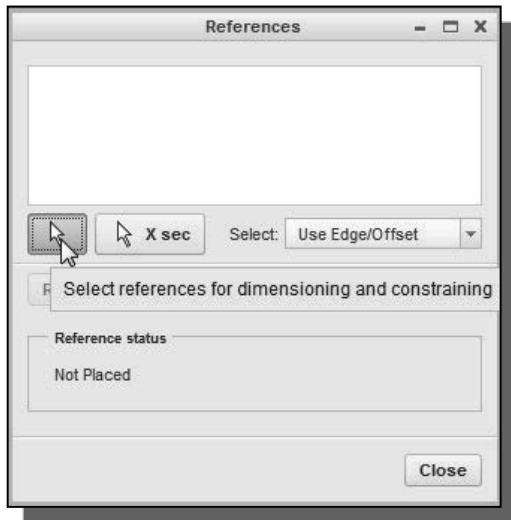 References
X sec Select: Use Edge/Offset
R Select references for dimensioning and constraining
Reference status
Not Placed
Close